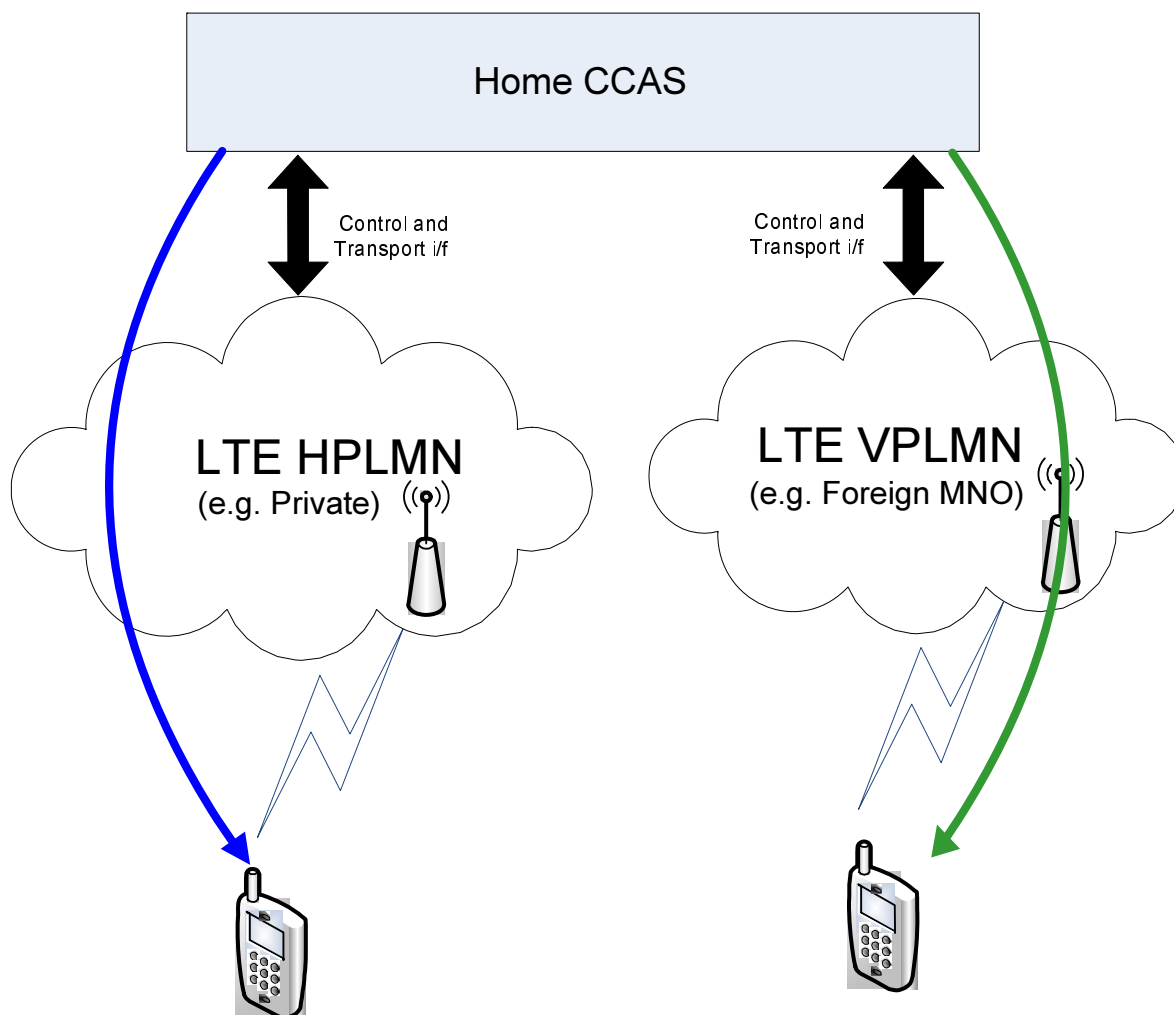 Home CCAS
Control and
Transport i/f
Control and
Transport i/f
LTE HPLMN
(e.g. Private)
LTE VPLMN
(e.g. Foreign MNO)